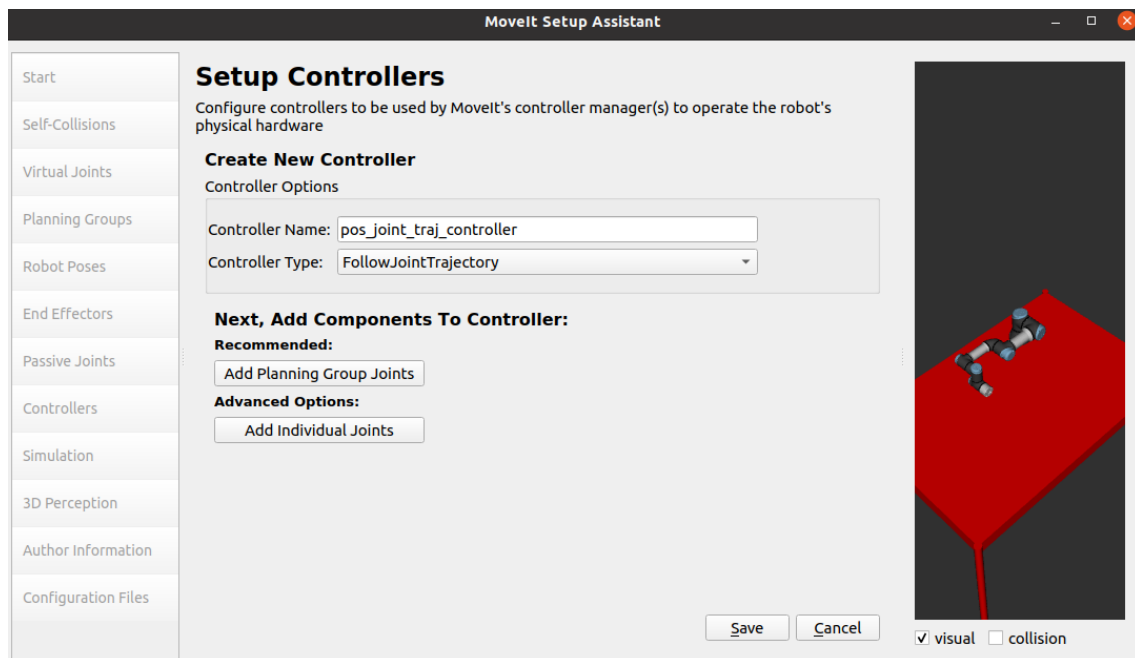 MoveIt Setup Assistant
Start
Self-Collisions
Virtual Joints
Planning Groups
Robot Poses
End Effectors
Passive Joints
Controllers
Simulation
3D Perception
Author Information
Configuration Files
Setup Controllers
Configure controllers to be used by MoveIt's controller manager(s) to operate the robot's
physical hardware
Create New Controller
Controller Options
Controller Name: pos_joint_traj_controller
Controller Type: FollowJointTrajectory
Next, Add Components To Controller:
Recommended:
Add Planning Group Joints
Advanced Options:
Add Individual Joints
Save Cancel
visual collision